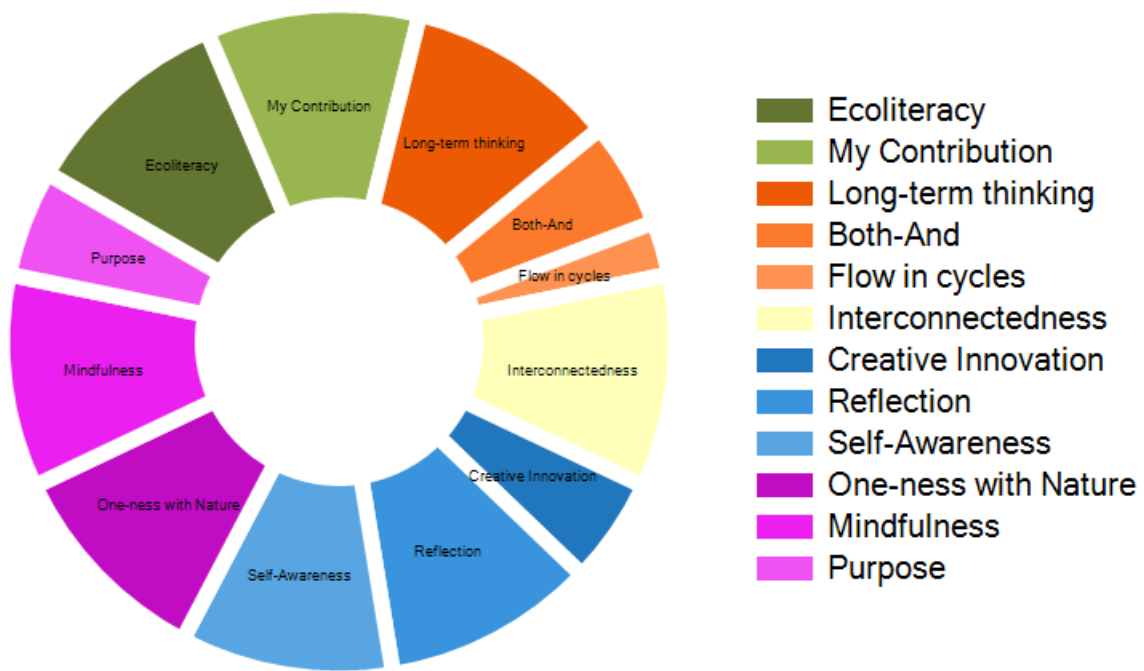 My Contribution
Long-term thinking
Ecoliteracy
Both-And
Purpose
Flow in cycles
Mindfulness
Interconnectedness
Creative Innovation
One-ness with Nature
Reflection
Self-Awareness
Ecoliteracy
My Contribution
Long-term thinking
Both-And
Flow in cycles
Interconnectedness
Creative Innovation
Reflection
Self-Awareness
One-ness with Nature
Mindfulness
Purpose